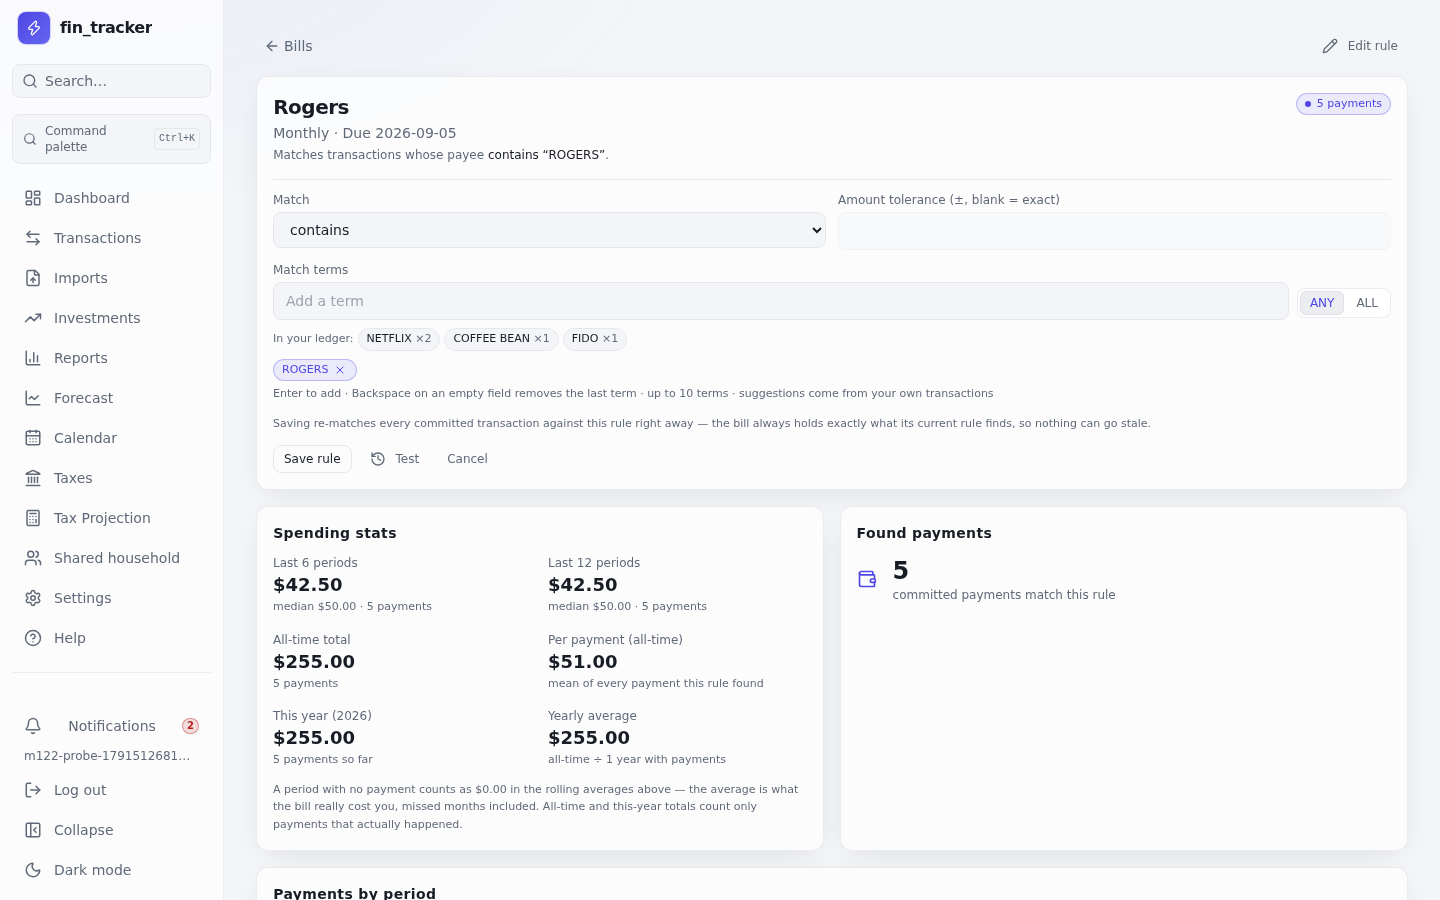 fin_tracker
Search...
Command palette
Ctrl+K
Dashboard
Transactions
Imports
Investments
Reports
Forecast
Calendar
Taxes
Tax Projection
Shared household
Settings
Help
Notifications
2
m122-probe-1791512681...
Log out
Collapse
Dark mode
Bills
Edit rule
Rogers
5 payments
Monthly · Due 2026-09-05
Matches transactions whose payee contains “ROGERS”.
Match
Amount tolerance (±, blank = exact)
contains
Match terms
Add a term
ANY
ALL
In your ledger: NETFLIX ×2 COFFEE BEAN ×1 FIDO ×1
ROGERS ×
Enter to add · Backspace on an empty field removes the last term · up to 10 terms · suggestions come from your own transactions
Saving re-matches every committed transaction against this rule right away — the bill always holds exactly what its current rule finds, so nothing can go stale.
Save rule
Test
Cancel
Spending stats
Last 6 periods
$42.50
median $50.00 · 5 payments
Last 12 periods
$42.50
median $50.00 · 5 payments
All-time total
$255.00
5 payments
Per payment (all-time)
$51.00
mean of every payment this rule found
This year (2026)
$255.00
5 payments so far
Yearly average
$255.00
all-time ÷ 1 year with payments
A period with no payment counts as $0.00 in the rolling averages above — the average is what
the bill really cost you, missed months included. All-time and this-year totals count only
payments that actually happened.
Found payments
5
committed payments match this rule
Payments by period